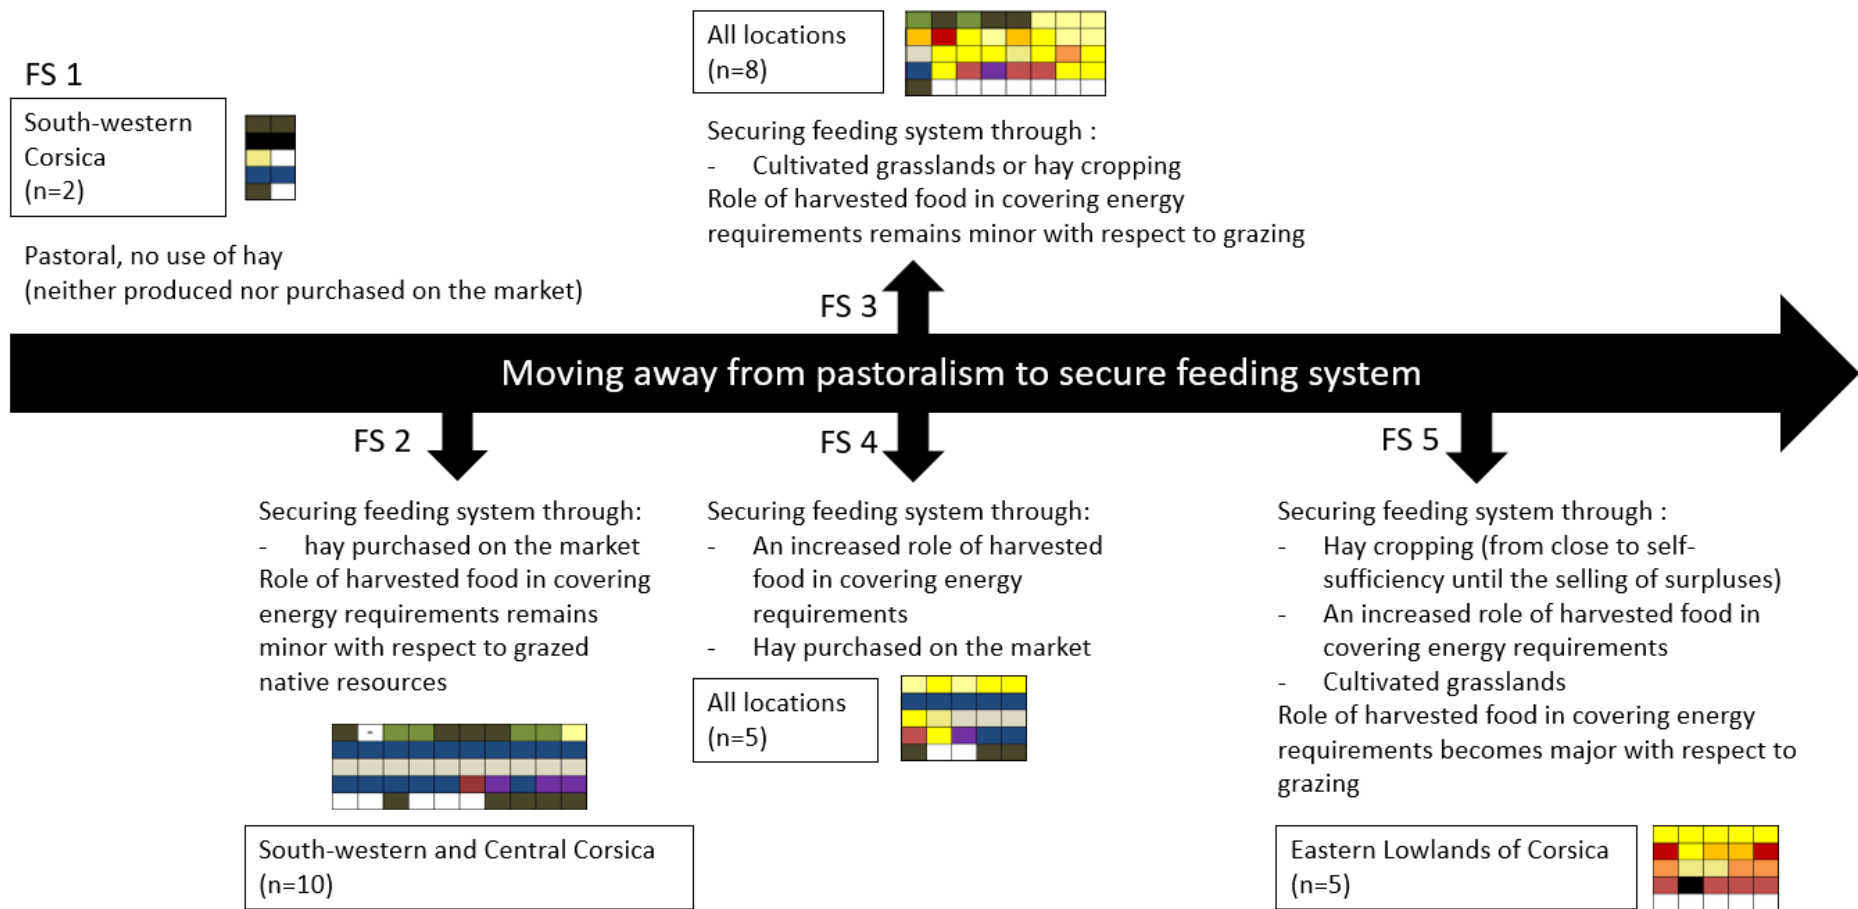 FS 1
South-western
Corsica
(n=2)
Pastoral, no use of hay
(neither produced nor purchased on the market)
All locations
(n=8)
Securing feeding system through :
- Cultivated grasslands or hay cropping
Role of harvested food in covering energy
requirements remains minor with respect to grazing
FS 3
Moving away from pastoralism to secure feeding system
FS 2
Securing feeding system through:
- hay purchased on the market
Role of harvested food in covering
energy requirements remains
minor with respect to grazed
native resources
-
South-western and Central Corsica
(n=10)
FS 4
Securing feeding system through:
- An increased role of harvested
food in covering energy
requirements
- Hay purchased on the market
All locations
(n=5)
FS 5
Securing feeding system through :
- Hay cropping (from close to self-
sufficiency until the selling of surpluses)
- An increased role of harvested food in
covering energy requirements
- Cultivated grasslands
Role of harvested food in covering energy
requirements becomes major with respect to
grazing
Eastern Lowlands of Corsica
(n=5)